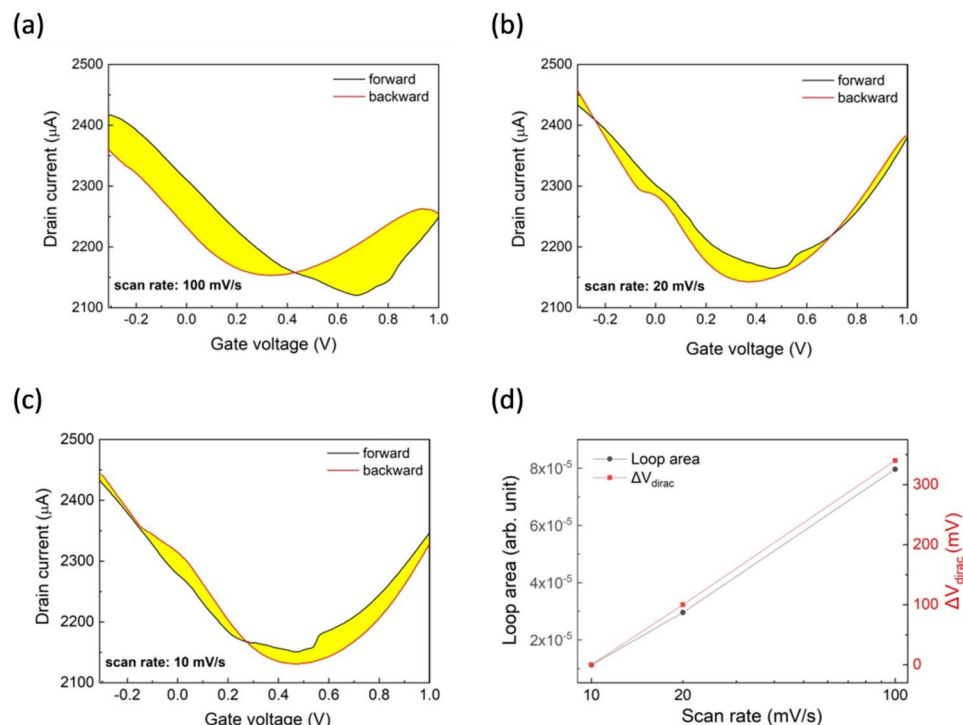 (a)
2500
2400
2300
2200
2100
Drain current (μA)
forward
backward
scan rate: 100 mV/s
-0.2 0.0 0.2 0.4 0.6 0.8 1.0
Gate voltage (V)
(b)
2500
2400
2300
2200
2100
Drain current (μA)
forward
backward
scan rate: 20 mV/s
-0.2 0.0 0.2 0.4 0.6 0.8 1.0
Gate voltage (V)
(c)
2500
2400
2300
2200
2100
Drain current (μA)
forward
backward
scan rate: 10 mV/s
-0.2 0.0 0.2 0.4 0.6 0.8 1.0
Gate voltage (V)
(d)
8x10⁻⁵
6x10⁻⁵
4x10⁻⁵
2x10⁻⁵
Loop area (arb. unit)
Loop area
ΔV_dirac
300
200
100
0
ΔV_dirac (mV)
10 20 100
Scan rate (mV/s)